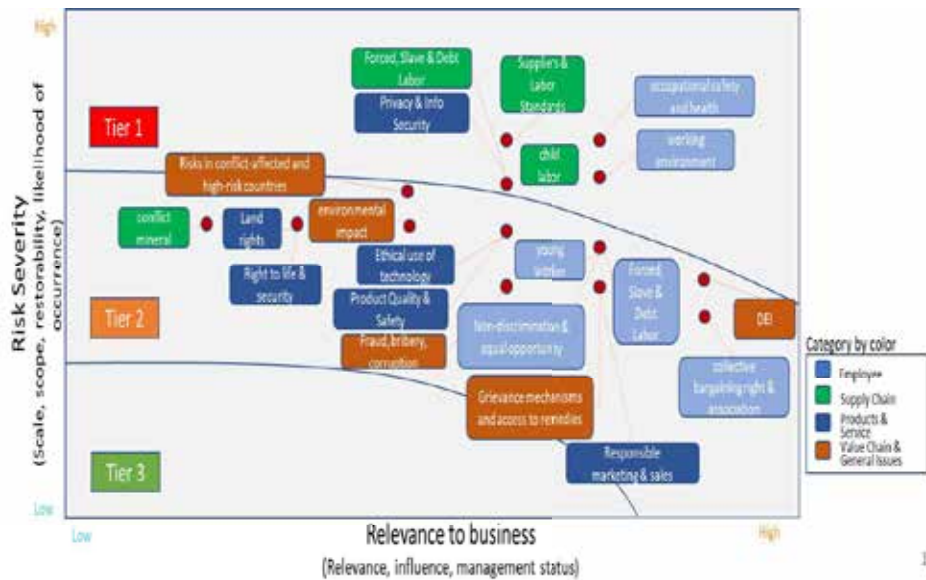 High
Risk Severity
(Scale, scope, restorability, likelihood of
occurrence)
Forced, Slave & Debt
Labor
Suppliers &
Labor
Standards
occupational safety
and health
Privacy & Info
Security
Tier 1
working
environment
child
labor
Risks in conflict-affected and
high-risk countries
conflict
mineral
Land
rights
environmental
impact
Ethical use of
technology
young
worker
Right to life &
security
Forced,
Slave &
Debt
Labor
Tier 2
Product Quality &
Safety
Non-discrimination &
equal opportunity
DEI
Fraud, bribery,
corruption
collective
bargaining right &
association
Grievance mechanisms
and access to remedies
Tier 3
Responsible
marketing & sales
Category by color
Employee
Supply Chain
Products &
Service
Value Chain &
General Issues
Low
Low
Relevance to business
High
(Relevance, influence, management status)